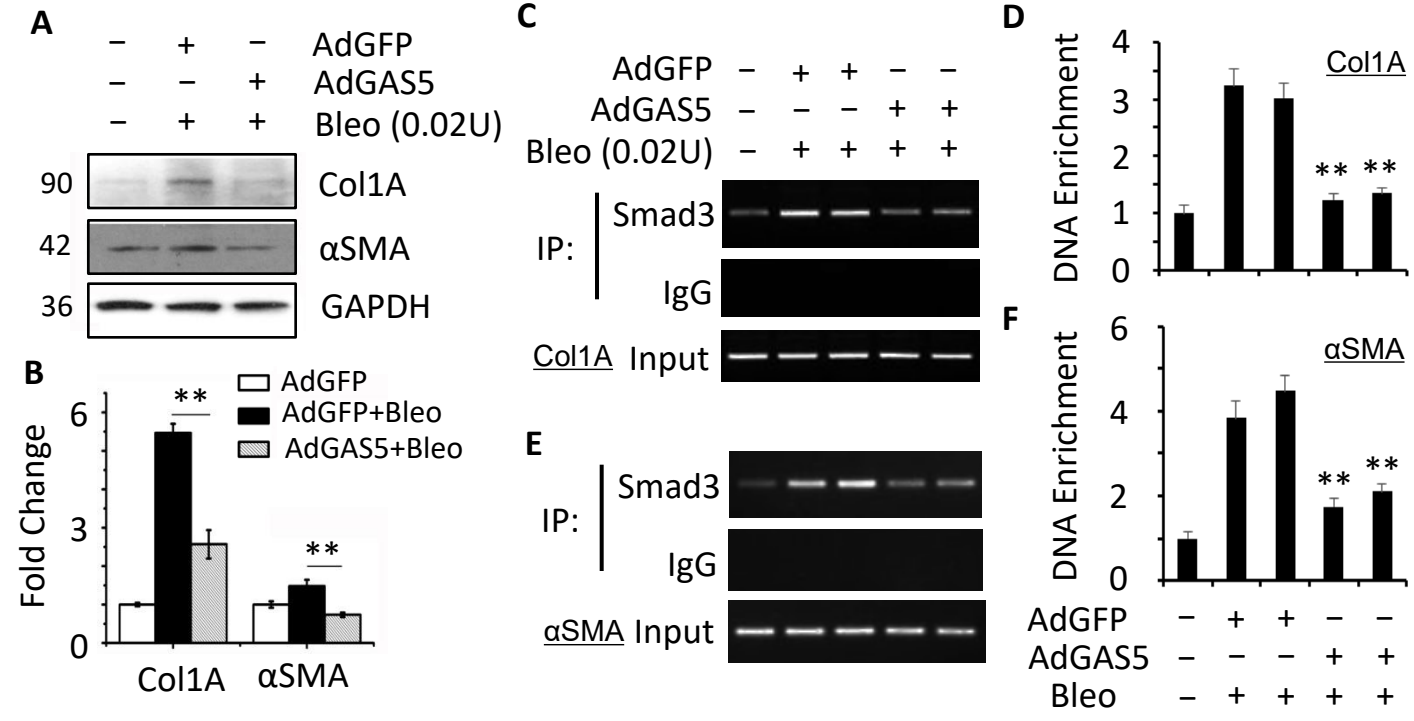 A
– + – AdGFP
– – + AdGAS5
– + + Bleo (0.02U)
90 Col1A
42 αSMA
36 GAPDH
B
AdGFP
AdGFP+Bleo
AdGAS5+Bleo
Fold Change
6
3
0
**
**
Col1A αSMA
C
AdGFP – + + – –
AdGAS5 – – – + +
Bleo (0.02U) – + + + +
IP:
Smad3
IgG
Col1A Input
E
IP:
Smad3
IgG
αSMA Input
D
Col1A
DNA Enrichment
4
3
2
1
0
** **
F
αSMA
DNA Enrichment
6
4
2
0
** **
AdGFP – + + – –
AdGAS5 – – – + +
Bleo – + + + +